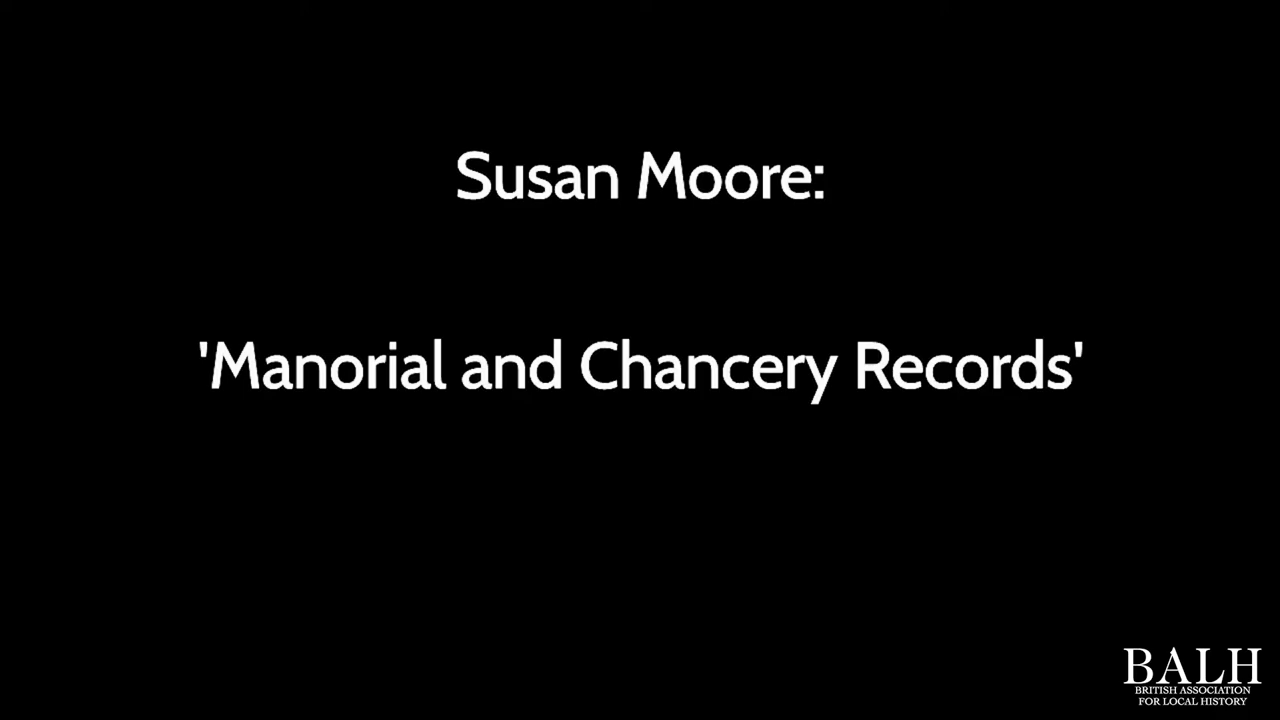 Susan Moore:
'Manorial and Chancery Records'
BALH
BRITISH ASSOCIATION
FOR LOCAL HISTORY